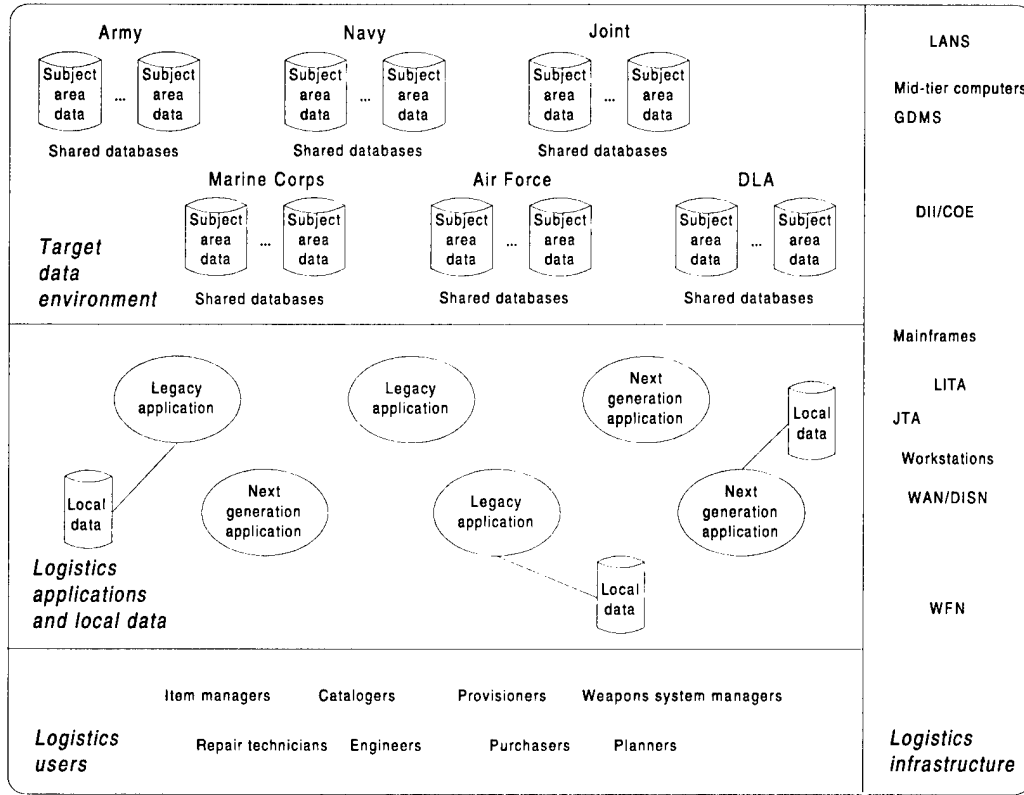 Army
Navy
Joint
Subject
area
data
...
Subject
area
data
Subject
area
data
...
Subject
area
data
Subject
area
data
...
Subject
area
data
Shared databases
Shared databases
Shared databases
Marine Corps
Air Force
DLA
Subject
area
data
...
Subject
area
data
Subject
area
data
...
Subject
area
data
Subject
area
data
...
Subject
area
data
Shared databases
Shared databases
Shared databases
Target
data
environment
Legacy
application
Legacy
application
Next
generation
application
Local
data
Local
data
Next
generation
application
Legacy
application
Next
generation
application
Local
data
Logistics
applications
and local data
Item managers
Catalogers
Provisioners
Weapons system managers
Repair technicians
Engineers
Purchasers
Planners
Logistics
users
LANS
Mid-tier computers
GDMS
DII/COE
Mainframes
LITA
JTA
Workstations
WAN/DISN
WFN
Logistics
infrastructure